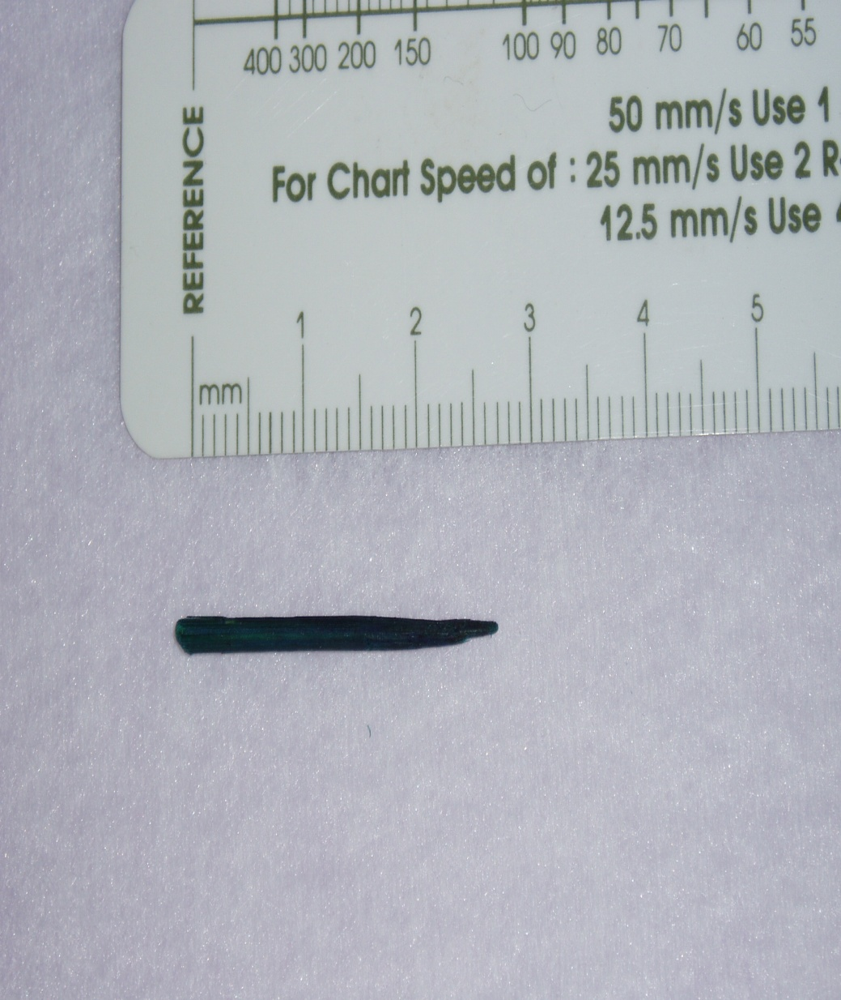 400 300 200 150 100 90 80 70 60 55
REFERENCE
50 mm/s Use 1
For Chart Speed of : 25 mm/s Use 2 R-
12.5 mm/s Use 4
1 2 3 4 5
mm